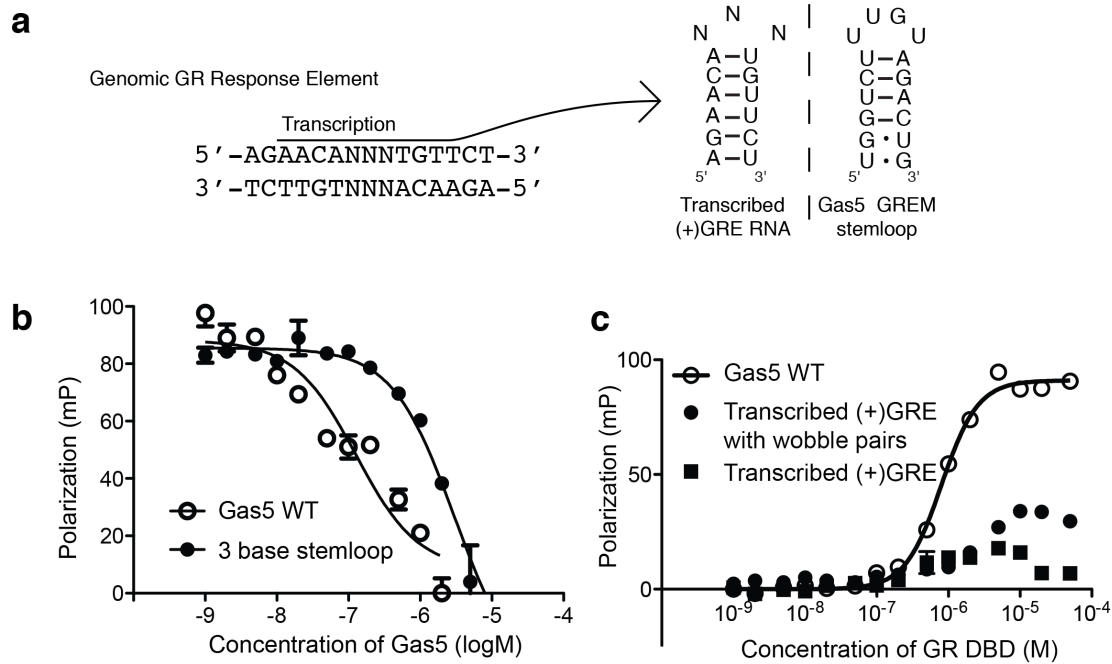 a
Genomic GR Response Element
Transcription
5'-AGAACANNNTGTTCT-3'
3'-TCTTGTNNNACAAGA-5'
N
N N
A–U
C–G
A–U
A–U
G–C
A–U
5' 3'
Transcribed
(+)GRE RNA
U G
U U
U–A
C–G
U–A
G–C
G·U
U·G
5' 3'
Gas5 GREM
stemloop
b
Polarization (mP)
100
80
60
40
20
0
Gas5 WT
3 base stemloop
-9 -8 -7 -6 -5 -4
Concentration of Gas5 (logM)
c
Polarization (mP)
100
50
0
Gas5 WT
Transcribed (+)GRE
with wobble pairs
Transcribed (+)GRE
10-9 10-8 10-7 10-6 10-5 10-4
Concentration of GR DBD (M)